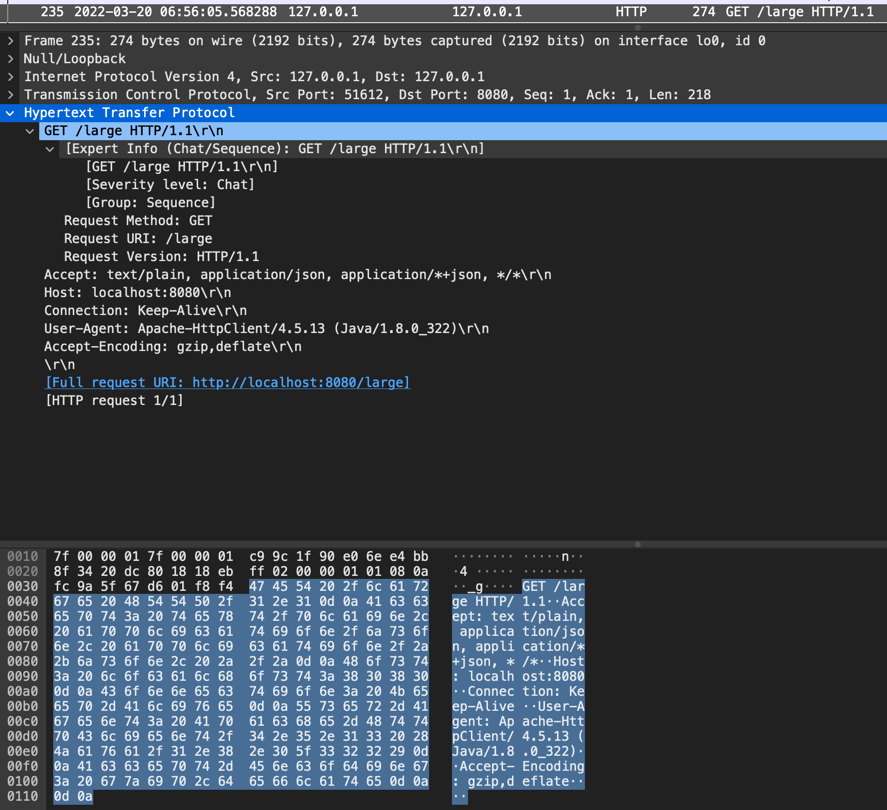 235 2022-03-20 06:56:05.568288 127.0.0.1 127.0.0.1 HTTP 274 GET /large HTTP/1.1
Frame 235: 274 bytes on wire (2192 bits), 274 bytes captured (2192 bits) on interface lo0, id 0
Null/Loopback
Internet Protocol Version 4, Src: 127.0.0.1, Dst: 127.0.0.1
Transmission Control Protocol, Src Port: 51612, Dst Port: 8080, Seq: 1, Ack: 1, Len: 218
Hypertext Transfer Protocol
GET /large HTTP/1.1\r\n
[Expert Info (Chat/Sequence): GET /large HTTP/1.1\r\n]
[GET /large HTTP/1.1\r\n]
[Severity level: Chat]
[Group: Sequence]
Request Method: GET
Request URI: /large
Request Version: HTTP/1.1
Accept: text/plain, application/json, application/*+json, */*\r\n
Host: localhost:8080\r\n
Connection: Keep-Alive\r\n
User-Agent: Apache-HttpClient/4.5.13 (Java/1.8.0_322)\r\n
Accept-Encoding: gzip,deflate\r\n
\r\n
[Full request URI: http://localhost:8080/large]
[HTTP request 1/1]
0010 7f 00 00 01 7f 00 00 01 c9 9c 1f 90 e0 6e e4 bb ········ ·····n··
0020 8f 34 20 dc 80 18 18 eb ff 02 00 00 01 01 08 0a ·4 ····· ········
0030 fc 9a 5f 67 d6 01 f8 f4 47 45 54 20 2f 6c 61 72 ··_g···· GET /lar
0040 67 65 20 48 54 54 50 2f 31 2e 31 0d 0a 41 63 63 ge HTTP/ 1.1··Acc
0050 65 70 74 3a 20 74 65 78 74 2f 70 6c 61 69 6e 2c ept: tex t/plain,
0060 20 61 70 70 6c 69 63 61 74 69 6f 6e 2f 6a 73 6f applica tion/jso
0070 6e 2c 20 61 70 70 6c 69 63 61 74 69 6f 6e 2f 2a n, appli cation/*
0080 2b 6a 73 6f 6e 2c 20 2a 2f 2a 0d 0a 48 6f 73 74 +json, * /*··Host
0090 3a 20 6c 6f 63 61 6c 68 6f 73 74 3a 38 30 38 30 : localh ost:8080
00a0 0d 0a 43 6f 6e 6e 65 63 74 69 6f 6e 3a 20 4b 65 ··Connec tion: Ke
00b0 65 70 2d 41 6c 69 76 65 0d 0a 55 73 65 72 2d 41 ep-Alive ··User-A
00c0 67 65 6e 74 3a 20 41 70 61 63 68 65 2d 48 74 74 gent: Ap ache-Htt
00d0 70 43 6c 69 65 6e 74 2f 34 2e 35 2e 31 33 20 28 pClient/ 4.5.13 (
00e0 4a 61 76 61 2f 31 2e 38 2e 30 5f 33 32 32 29 0d Java/1.8 .0_322)·
00f0 0a 41 63 63 65 70 74 2d 45 6e 63 6f 64 69 6e 67 ·Accept- Encoding
0100 3a 20 67 7a 69 70 2c 64 65 66 6c 61 74 65 0d 0a : gzip,d eflate··
0110 0d 0a ··